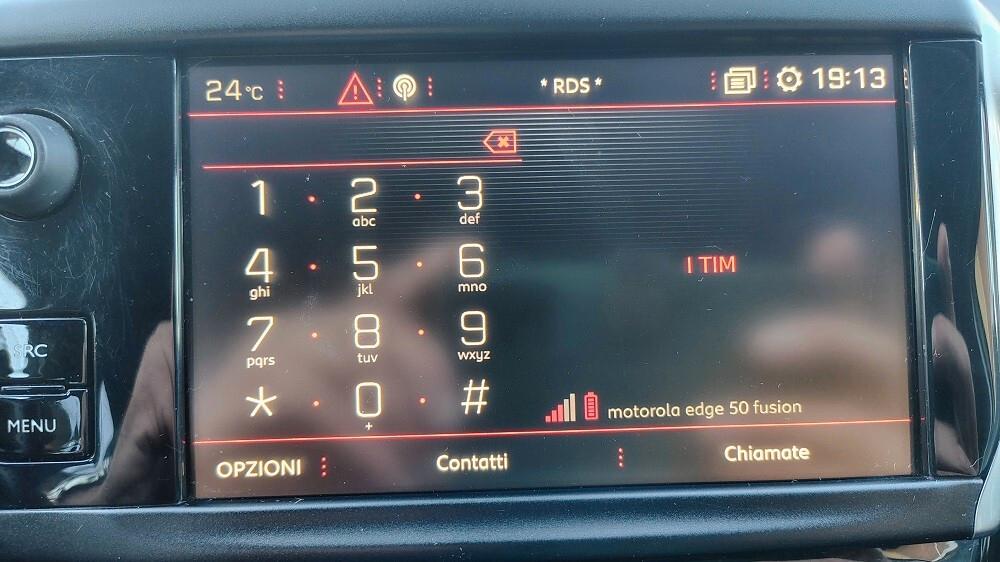 24°C * RDS * 19:13
1 2 3
abc def
4 5 6
ghi jkl mno
I TIM
7 8 9
pqrs tuv wxyz
* 0 #
+
motorola edge 50 fusion
OPZIONI Contatti Chiamate
SRC
MENU